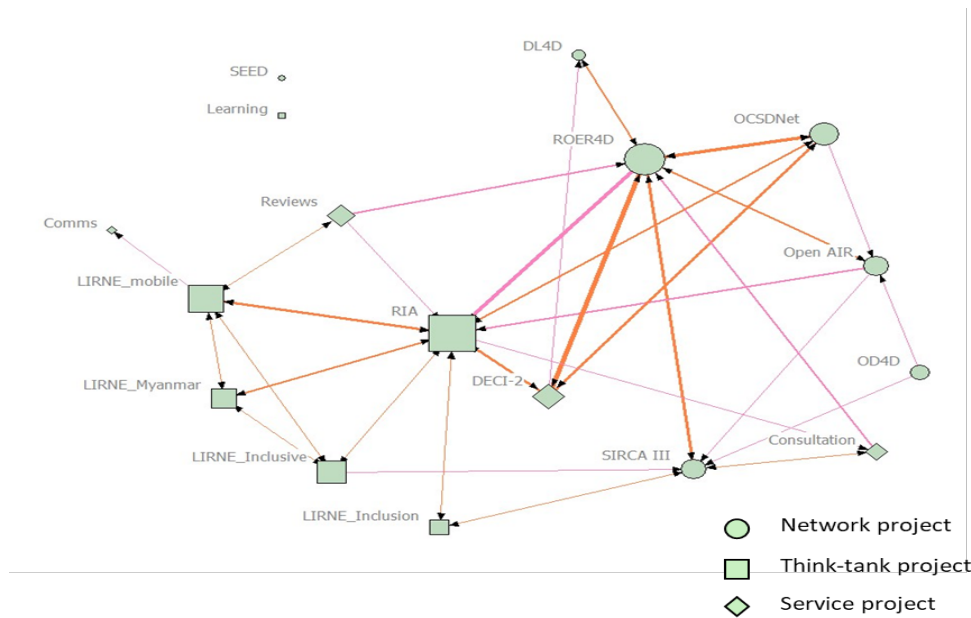 DL4D
SEED
Learning
OCSDNet
ROER4D
Reviews
Comms
Open AIR
LIRNE_mobile
RIA
OD4D
DECI-2
LIRNE_Myanmar
Consultation
LIRNE_Inclusive
SIRCA III
LIRNE_Inclusion
Network project
Think-tank project
Service project